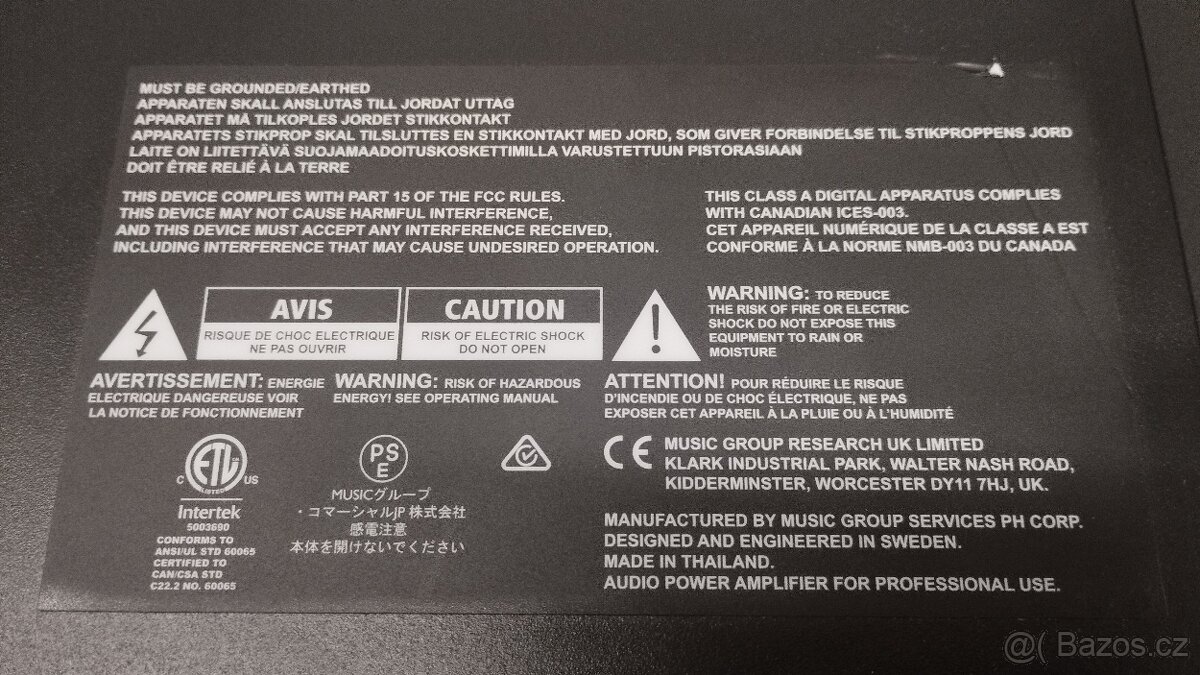 MUST BE GROUNDED/EARTHED
APPARATEN SKALL ANSLUTAS TILL JORDAT UTTAG
APPARATET MÅ TILKOPLES JORDET STIKKONTAKT
APPARATETS STIKPROP SKAL TILSLUTTES EN STIKKONTAKT MED JORD, SOM GIVER FORBINDELSE TIL STIKPROPPENS JORD
LAITE ON LIITETTÄVÄ SUOJAMAADOITUSKOSKETTIMILLA VARUSTETTUUN PISTORASIAAN
DOIT ÊTRE RELIÉ À LA TERRE
THIS DEVICE COMPLIES WITH PART 15 OF THE FCC RULES.
THIS DEVICE MAY NOT CAUSE HARMFUL INTERFERENCE,
AND THIS DEVICE MUST ACCEPT ANY INTERFERENCE RECEIVED,
INCLUDING INTERFERENCE THAT MAY CAUSE UNDESIRED OPERATION.
THIS CLASS A DIGITAL APPARATUS COMPLIES
WITH CANADIAN ICES-003.
CET APPAREIL NUMÉRIQUE DE LA CLASSE A EST
CONFORME À LA NORME NMB-003 DU CANADA
AVIS
RISQUE DE CHOC ELECTRIQUE
NE PAS OUVRIR
CAUTION
RISK OF ELECTRIC SHOCK
DO NOT OPEN
WARNING: TO REDUCE
THE RISK OF FIRE OR ELECTRIC
SHOCK DO NOT EXPOSE THIS
EQUIPMENT TO RAIN OR
MOISTURE
AVERTISSEMENT: ENERGIE
ELECTRIQUE DANGEREUSE VOIR
LA NOTICE DE FONCTIONNEMENT
WARNING: RISK OF HAZARDOUS
ENERGY! SEE OPERATING MANUAL
ATTENTION! POUR RÉDUIRE LE RISQUE
D'INCENDIE OU DE CHOC ÉLECTRIQUE, NE PAS
EXPOSER CET APPAREIL À LA PLUIE OU À L'HUMIDITÉ
ETL
LISTED
C US
Intertek
5003690
CONFORMS TO
ANSI/UL STD 60065
CERTIFIED TO
CAN/CSA STD
C22.2 NO. 60065
PS
E
MUSICグループ
・コマーシャルJP 株式会社
感電注意
本体を開けないでください
CE
MUSIC GROUP RESEARCH UK LIMITED
KLARK INDUSTRIAL PARK, WALTER NASH ROAD,
KIDDERMINSTER, WORCESTER DY11 7HJ, UK.
MANUFACTURED BY MUSIC GROUP SERVICES PH CORP.
DESIGNED AND ENGINEERED IN SWEDEN.
MADE IN THAILAND.
AUDIO POWER AMPLIFIER FOR PROFESSIONAL USE.
@( Bazos.cz